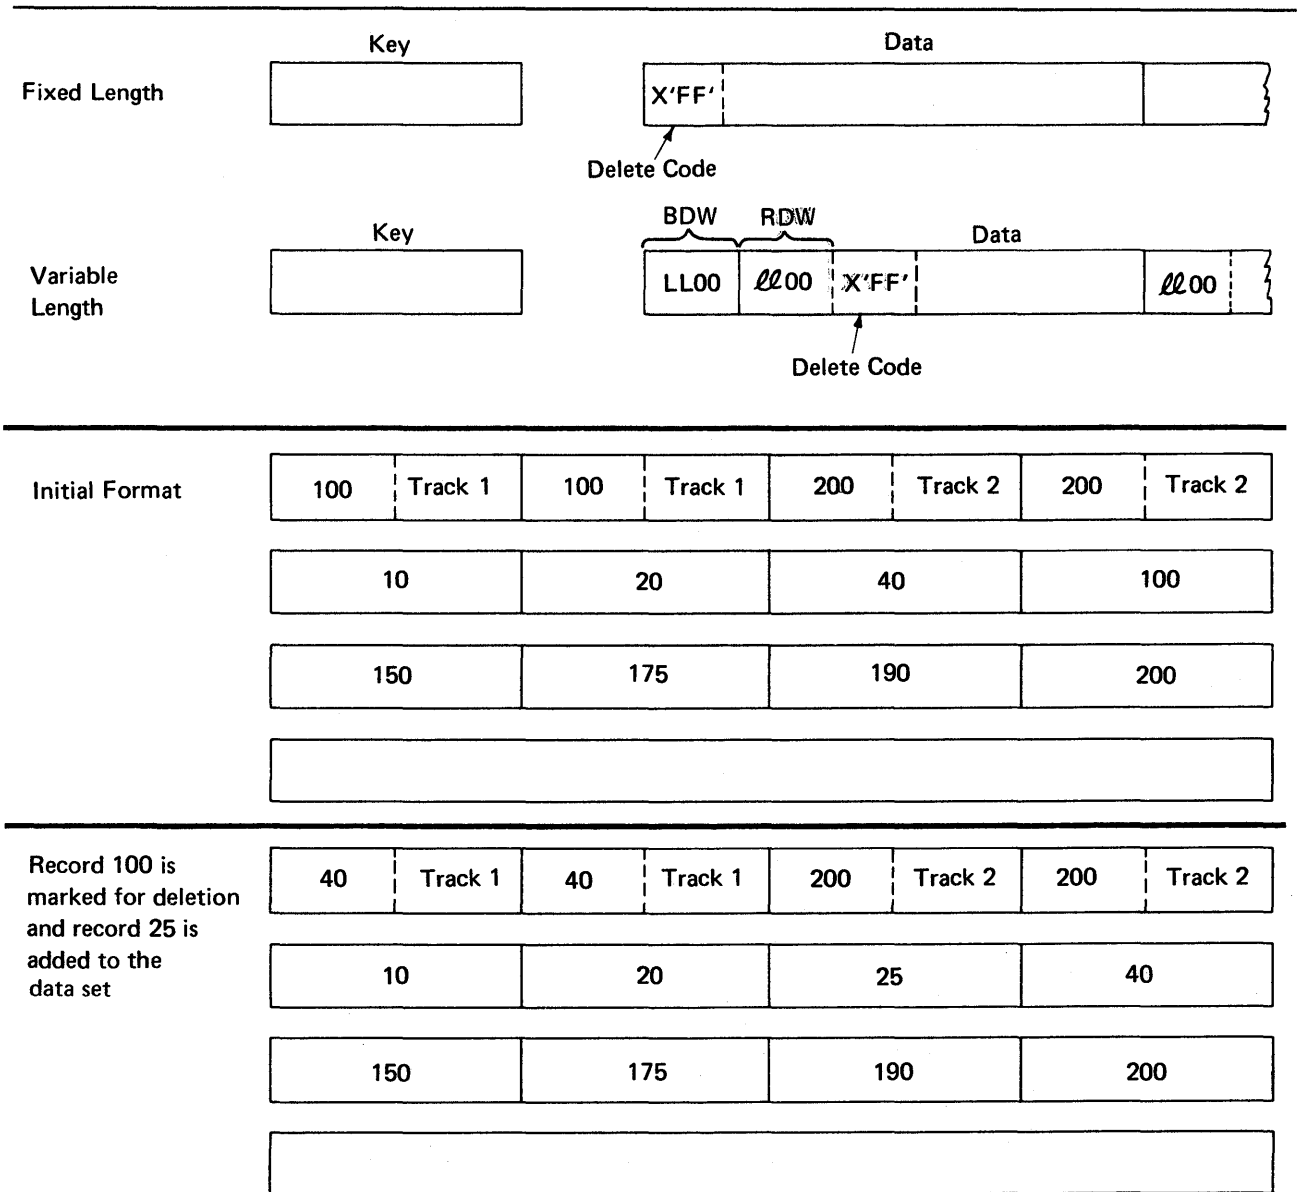 Key Data
Fixed Length X'FF'
Delete Code
BDW RDW
Key Data
Variable Length LL00 ℓℓ00 X'FF' ℓℓ00
Delete Code
Initial Format 100 Track 1 100 Track 1 200 Track 2 200 Track 2
10 20 40 100
150 175 190 200
Record 100 is
marked for deletion
and record 25 is
added to the
data set
40 Track 1 40 Track 1 200 Track 2 200 Track 2
10 20 25 40
150 175 190 200